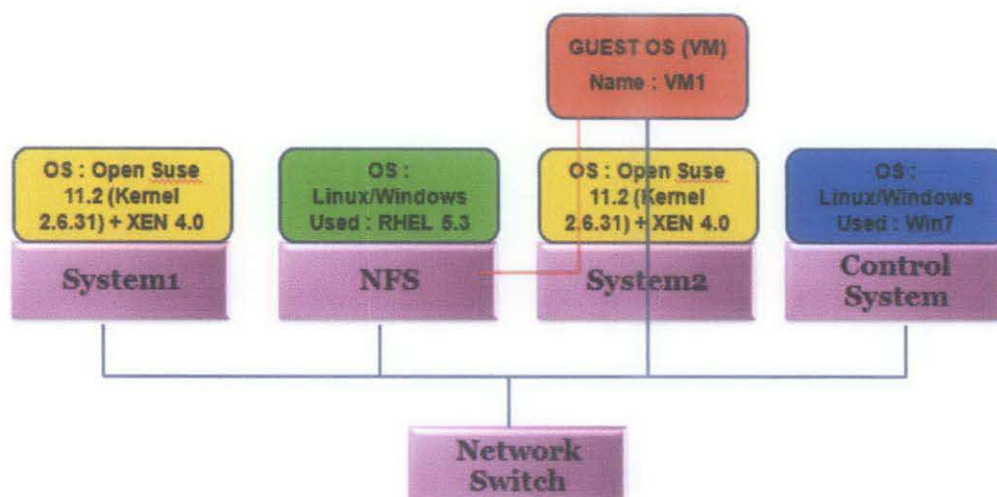 GUEST OS (VM)
Name : VM1
OS : Open Suse
11.2 (Kernel
2.6.31) + XEN 4.0
System1
OS :
Linux/Windows
Used : RHEL 5.3
NFS
OS : Open Suse
11.2 (Kernel
2.6.31) + XEN 4.0
System2
OS :
Linux/Windows
Used : Win7
Control
System
Network
Switch